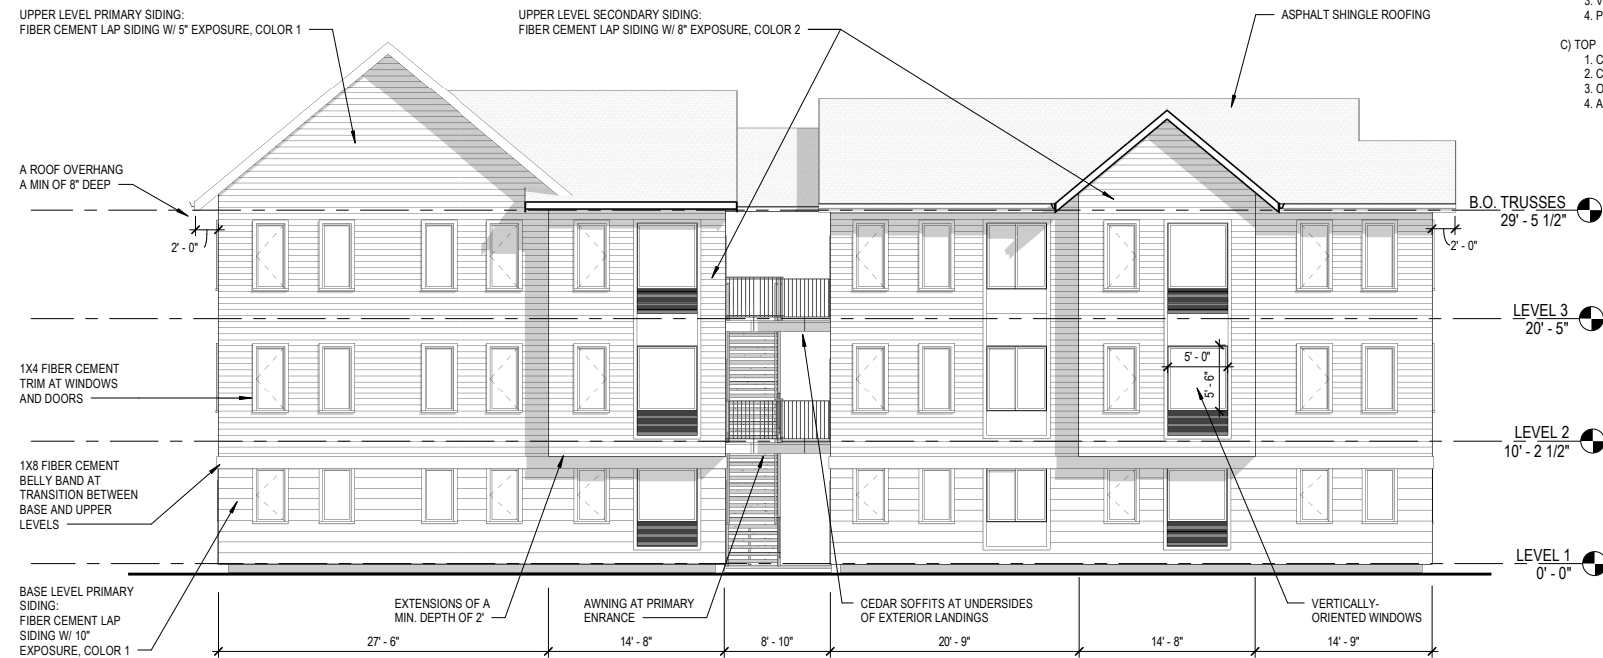 UPPER LEVEL PRIMARY SIDING:
FIBER CEMENT LAP SIDING W/ 5" EXPOSURE, COLOR 1
UPPER LEVEL SECONDARY SIDING:
FIBER CEMENT LAP SIDING W/ 8" EXPOSURE, COLOR 2
ASPHALT SHINGLE ROOFING
4. P
C) TOP
1. C
2. C
3. O
4. A
A ROOF OVERHANG
A MIN OF 8" DEEP
2' - 0"
B.O. TRUSSES
29' - 5 1/2"
2' - 0"
LEVEL 3
20' - 5"
1X4 FIBER CEMENT
TRIM AT WINDOWS
AND DOORS
5' - 0"
5' - 6"
LEVEL 2
10' - 2 1/2"
1X8 FIBER CEMENT
BELLY BAND AT
TRANSITION BETWEEN
BASE AND UPPER
LEVELS
LEVEL 1
0' - 0"
BASE LEVEL PRIMARY
SIDING:
FIBER CEMENT LAP
SIDING W/ 10"
EXPOSURE, COLOR 1
EXTENSIONS OF A
MIN. DEPTH OF 2'
AWNING AT PRIMARY
ENRANCE
CEDAR SOFFITS AT UNDERSIDES
OF EXTERIOR LANDINGS
VERTICALLY-
ORIENTED WINDOWS
27' - 6"
14' - 8"
8' - 10"
20' - 9"
14' - 8"
14' - 9"